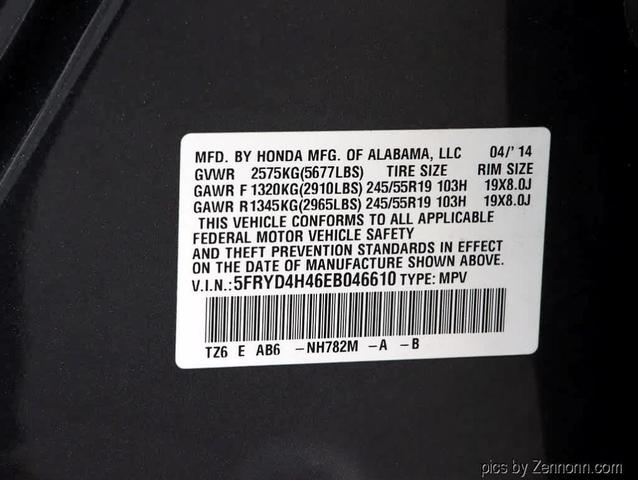 MFD. BY HONDA MFG. OF ALABAMA, LLC 04/'14
GVWR 2575KG(5677LBS) TIRE SIZE RIM SIZE
GAWR F 1320KG(2910LBS) 245/55R19 103H 19X8.0J
GAWR R1345KG(2965LBS) 245/55R19 103H 19X8.0J
THIS VEHICLE CONFORMS TO ALL APPLICABLE
FEDERAL MOTOR VEHICLE SAFETY
AND THEFT PREVENTION STANDARDS IN EFFECT
ON THE DATE OF MANUFACTURE SHOWN ABOVE.
V.I.N.: 5FRYD4H46EB046610 TYPE: MPV
TZ6 E AB6 -NH782M -A -B
pics by Zennonn.com